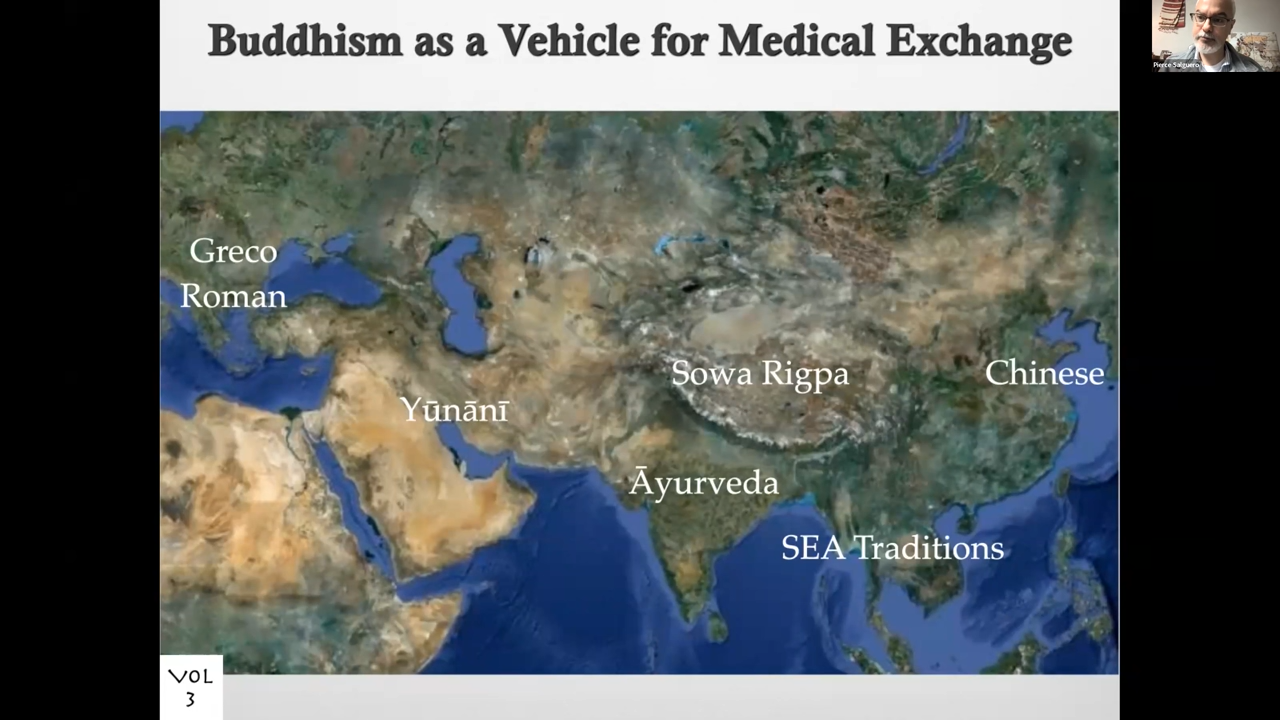 Buddhism as a Vehicle for Medical Exchange
Pierce Salguero
Greco
Roman
Yūnānī
Sowa Rigpa
Chinese
Āyurveda
SEA Traditions
VOL
3